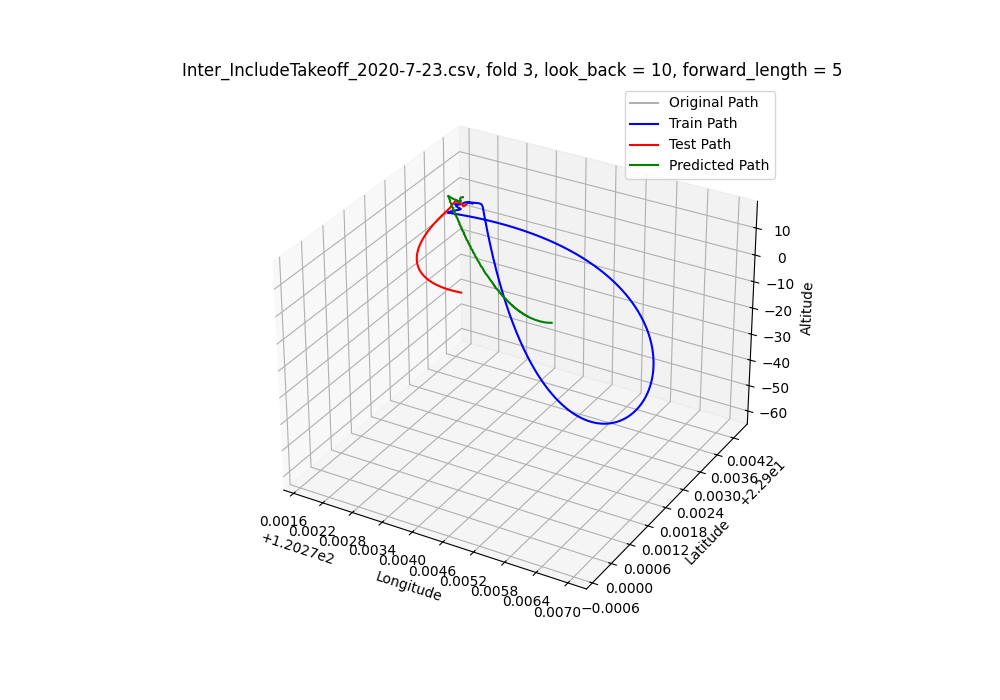 Inter_IncludeTakeoff_2020-7-23.csv, fold 3, look_back = 10, forward_length = 5
Original Path
Train Path
Test Path
Predicted Path
10
0
−10
−20
−30
−40
−50
−60
Altitude
0.0016
0.0022
0.0028
0.0034
0.0040
0.0046
0.0052
0.0058
0.0064
0.0070
+1.2027e2
Longitude
−0.0006
0.0000
0.0006
0.0012
0.0018
0.0024
0.0030
0.0036
0.0042
+2.29e1
Latitude